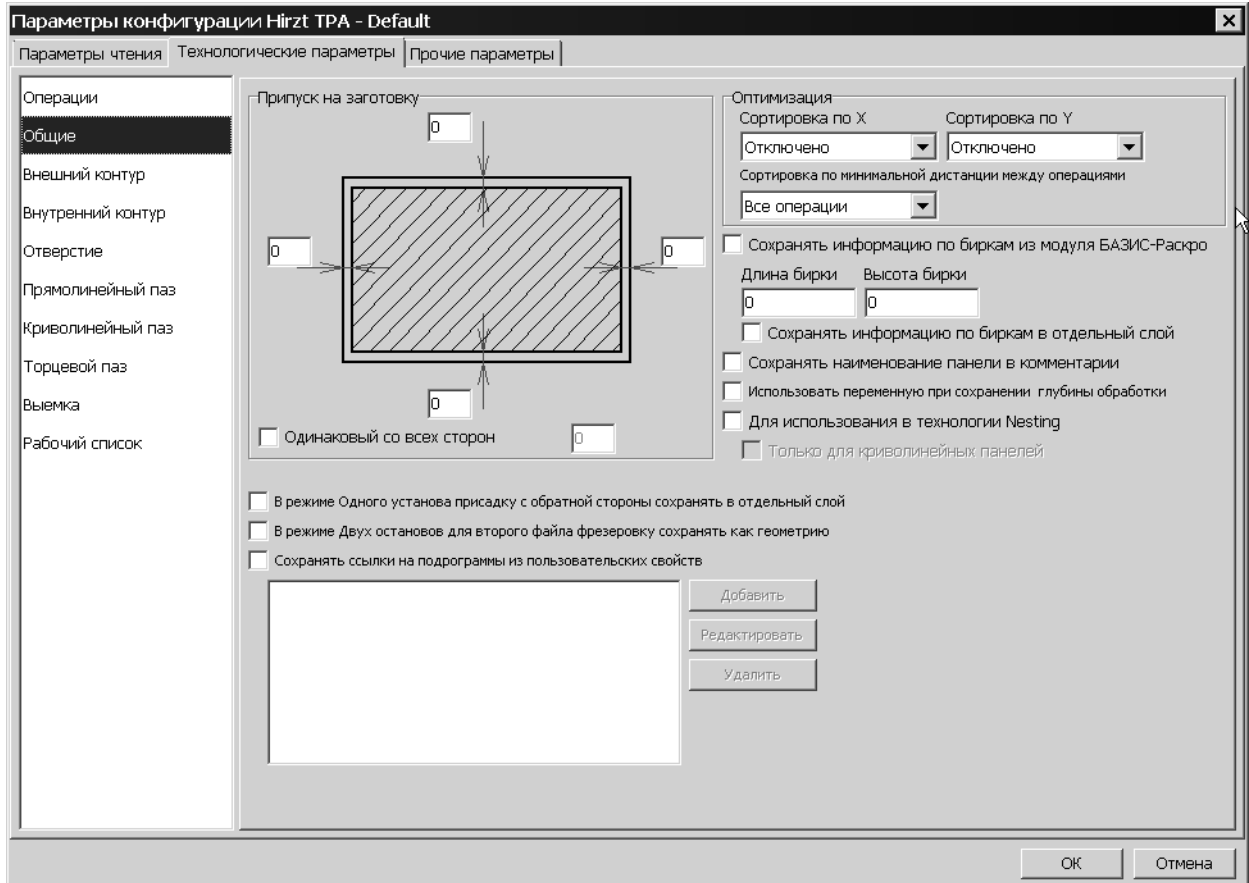 Параметры конфигурации Hirzt TPA - Default
Параметры чтения
Технологические параметры
Прочие параметры
Операции
Общие
Внешний контур
Внутренний контур
Отверстие
Прямолинейный паз
Криволинейный паз
Торцевой паз
Выемка
Рабочий список
Припуск на заготовку
0
0
0
0
Одинаковый со всех сторон
0
Оптимизация
Сортировка по X
Сортировка по Y
Отключено
Отключено
Сортировка по минимальной дистанции между операциями
Все операции
Сохранять информацию по биркам из модуля БАЗИС-Раскро
Длина бирки
Высота бирки
0
0
Сохранять информацию по биркам в отдельный слой
Сохранять наименование панели в комментарии
Использовать переменную при сохранении глубины обработки
Для использования в технологии Nesting
Только для криволинейных панелей
В режиме Одного установа присадку с обратной стороны сохранять в отдельный слой
В режиме Двух остановов для второго файла фрезеровку сохранять как геометрию
Сохранять ссылки на подрограммы из пользовательских свойств
Добавить
Редактировать
Удалить
OK
Отмена